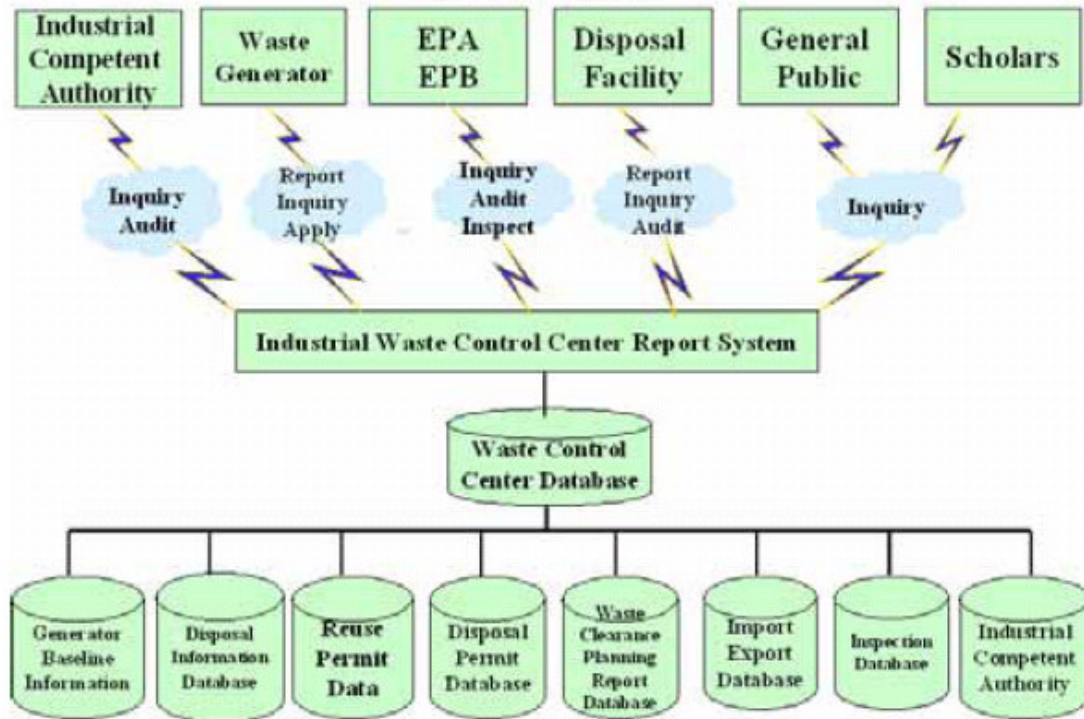 Industrial
Competent
Authority
Waste
Generator
EPA
EPB
Disposal
Facility
General
Public
Scholars
Inquiry
Audit
Report
Inquiry
Apply
Inquiry
Audit
Inspect
Report
Inquiry
Audit
Inquiry
Industrial Waste Control Center Report System
Waste Control
Center Database
Generator
Baseline
Information
Disposal
Information
Database
Reuse
Permit
Data
Disposal
Permit
Database
Waste
Clearance
Planning
Report
Database
Import
Export
Database
Inspection
Database
Industrial
Competent
Authority